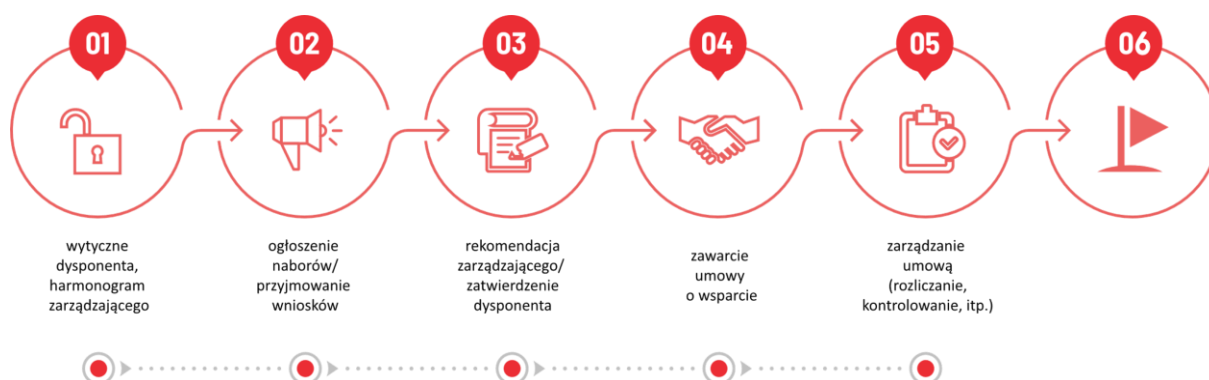 01
02
03
04
05
06
wytyczne
dysponenta,
harmonogram
zarządzającego
ogłoszenie
naborów/
przyjmowanie
wniosków
rekomendacja
zarządzającego/
zatwierdzenie
dysponenta
zawarcie
umowy
o wsparcie
zarządzanie
umową
(rozliczanie,
kontrolowanie, itp.)